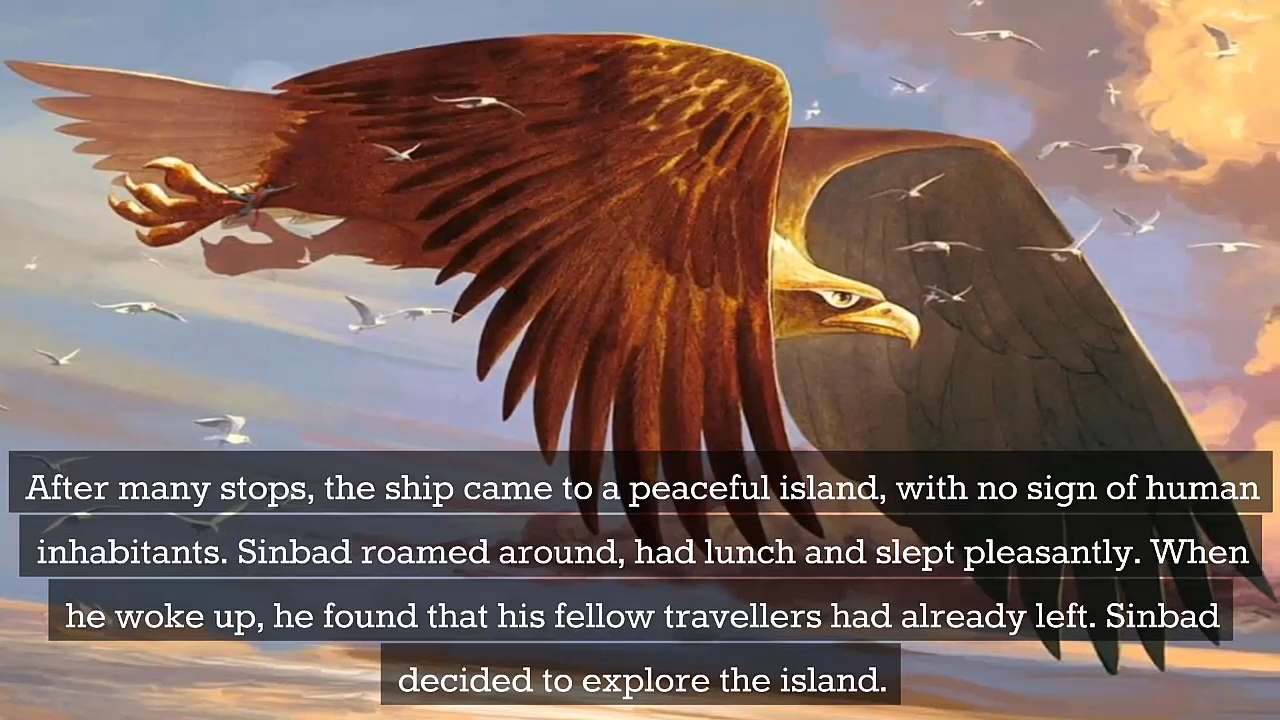 After many stops, the ship came to a peaceful island, with no sign of human
inhabitants. Sinbad roamed around, had lunch and slept pleasantly. When
he woke up, he found that his fellow travellers had already left. Sinbad
decided to explore the island.